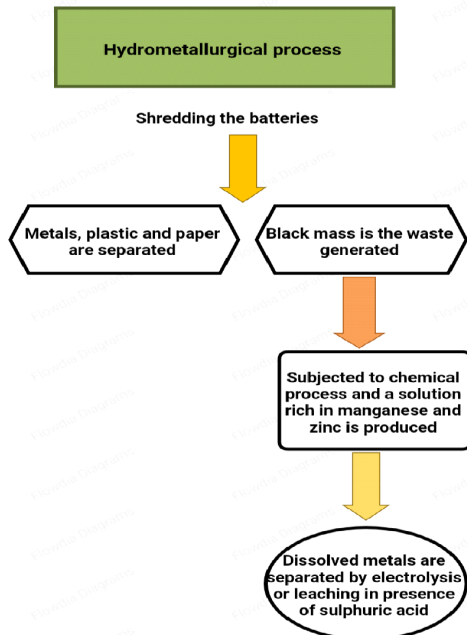 Hydrometallurgical process
Shredding the batteries
Metals, plastic and paper
are separated
Black mass is the waste
generated
Subjected to chemical
process and a solution
rich in manganese and
zinc is produced
Dissolved metals are
separated by electrolysis
or leaching in presence
of sulphuric acid